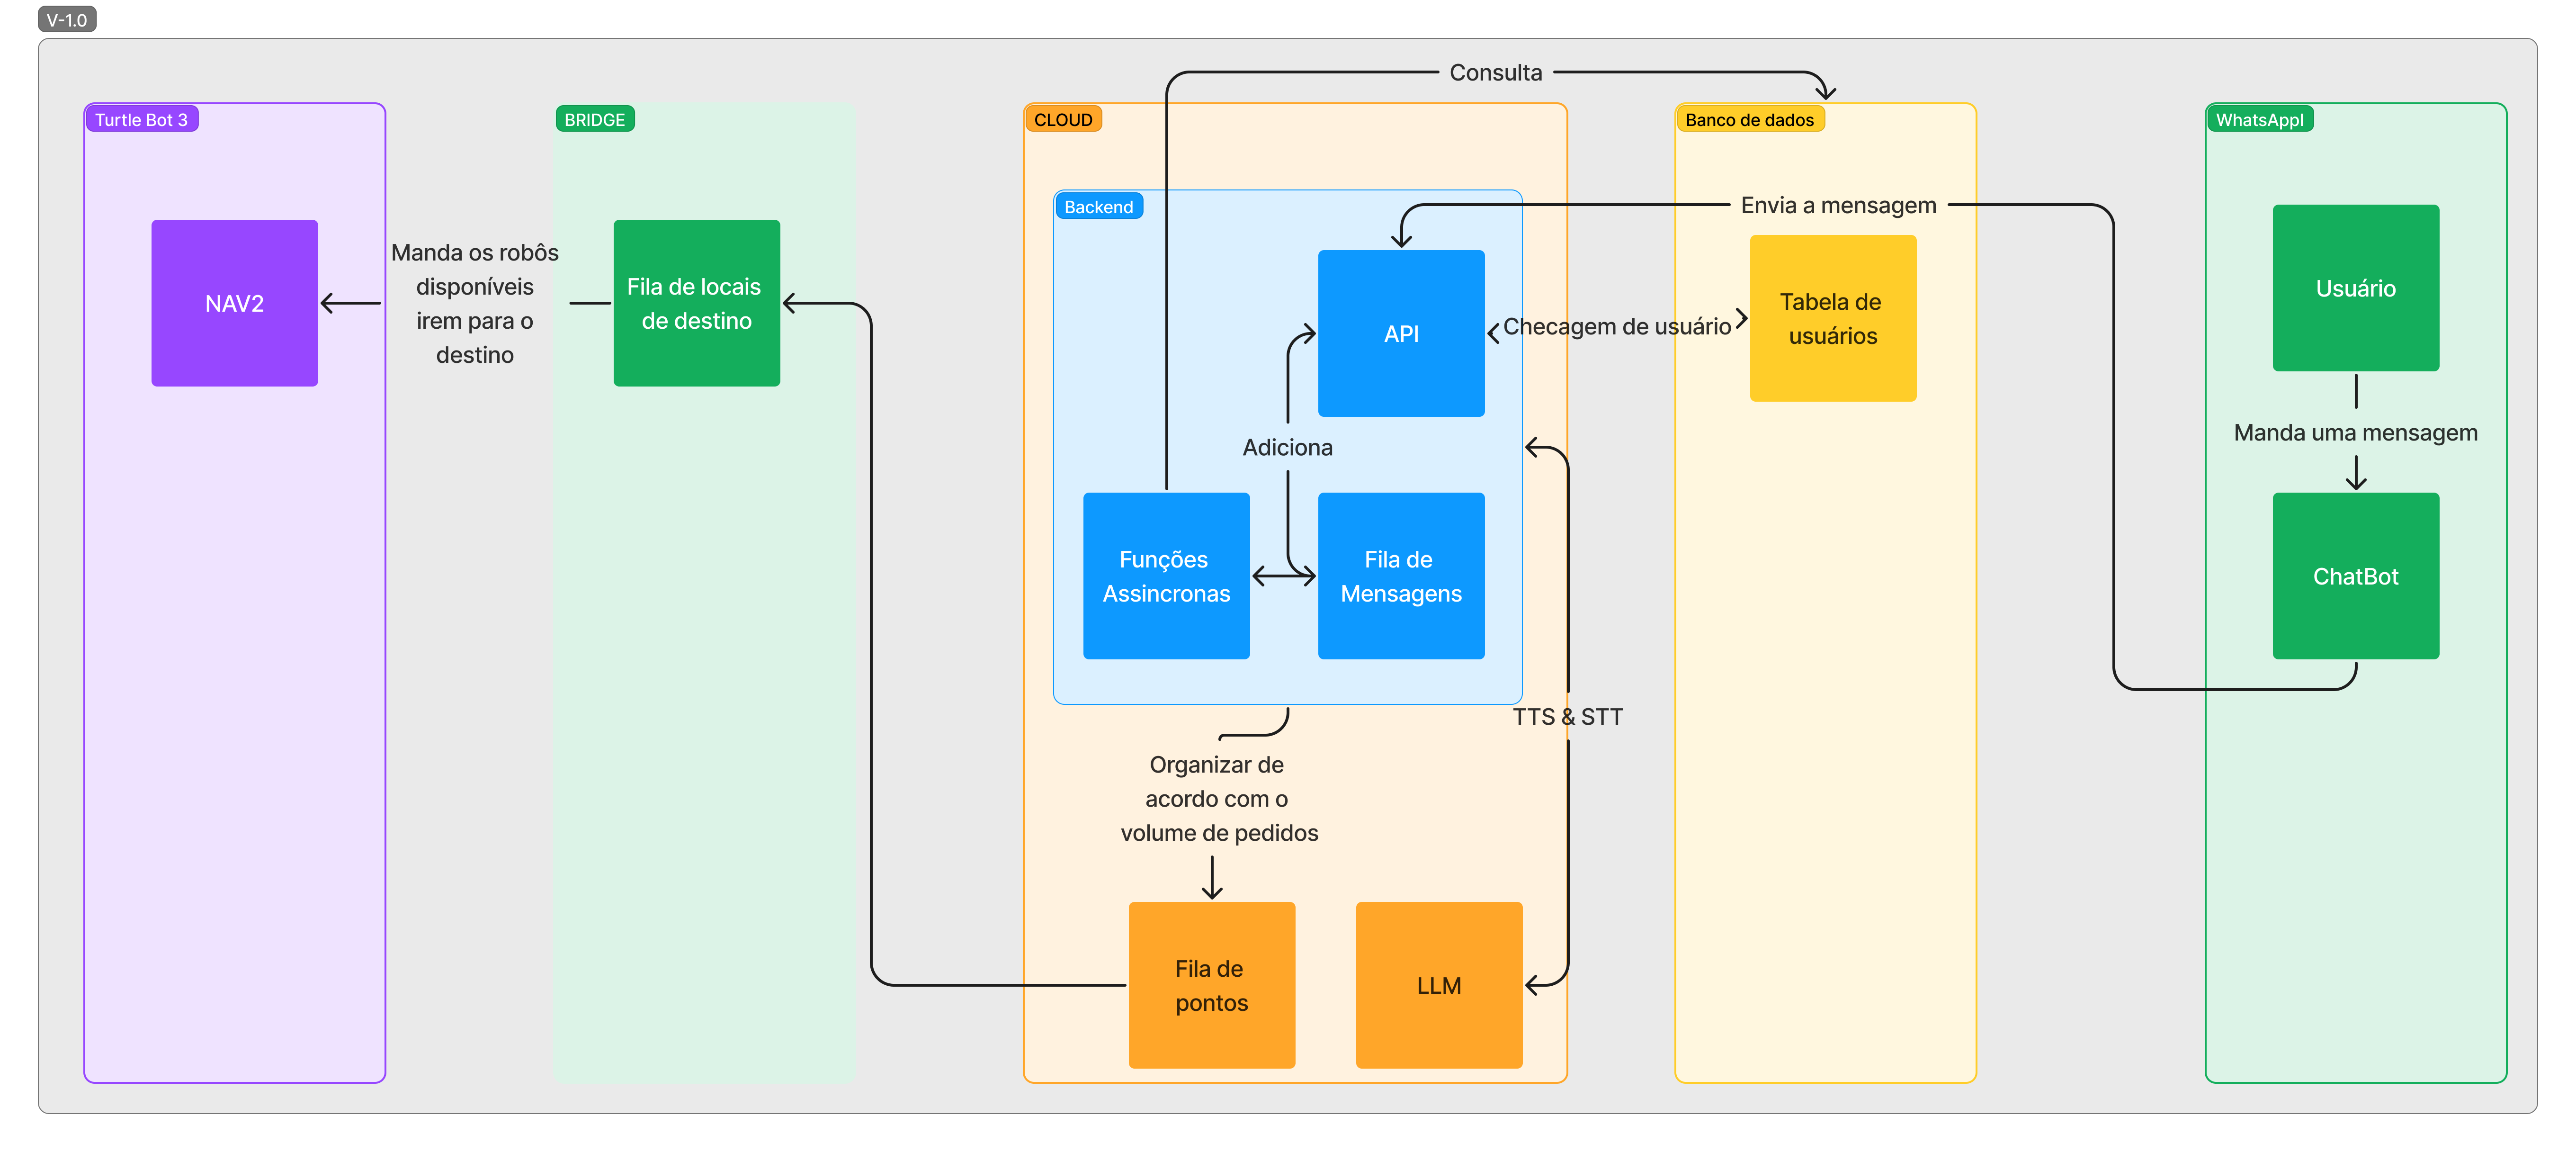 V-1.0
Consulta
Turtle Bot 3
BRIDGE
CLOUD
Banco de dados
WhatsAppl
Backend
Envia a mensagem
NAV2
Manda os robôs
disponíveis
irem para o
destino
Fila de locais
de destino
API
Checagem de usuário
Tabela de
usuários
Usuário
Manda uma mensagem
Adiciona
Funções
Assincronas
Fila de
Mensagens
ChatBot
TTS & STT
Organizar de
acordo com o
volume de pedidos
Fila de
pontos
LLM